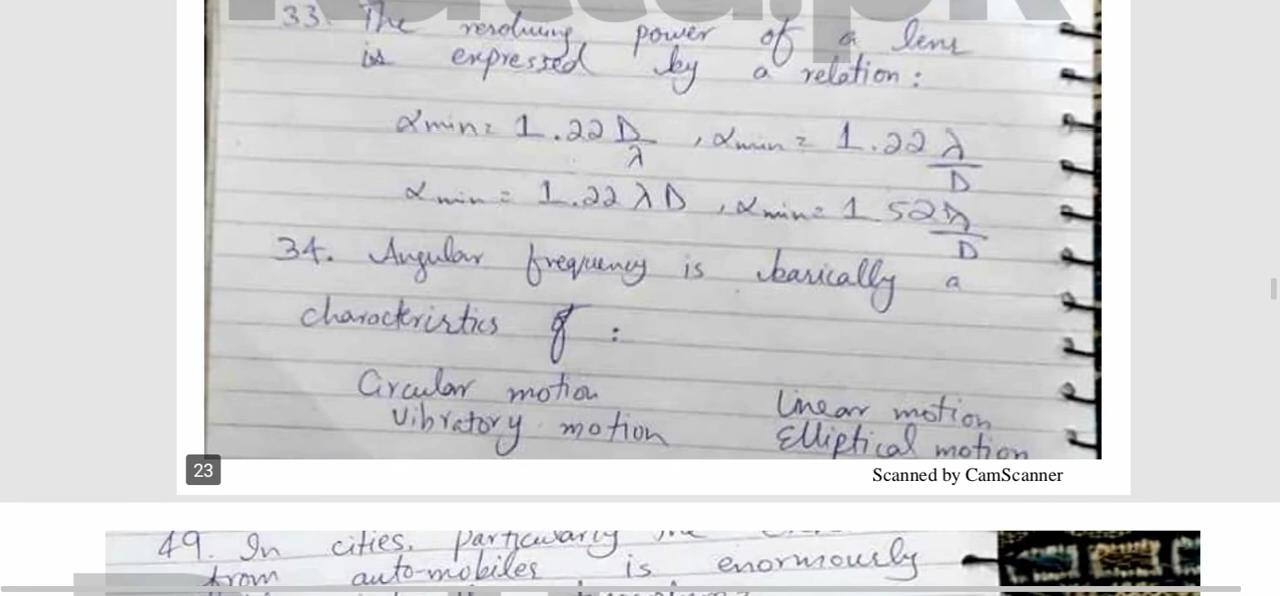 33. The resolving power of a lens
is expressed by a relation:
αmin = 1.22 D/λ , αmin = 1.22 λ/D
αmin = 1.22 λD , αmin = 1.52 λ/D
34. Angular frequency is basically a
characteristics of :
Circular motion Linear motion
Vibratory motion Elliptical motion
23
Scanned by CamScanner
49. In cities, Particularly the
from auto-mobiles is enormously